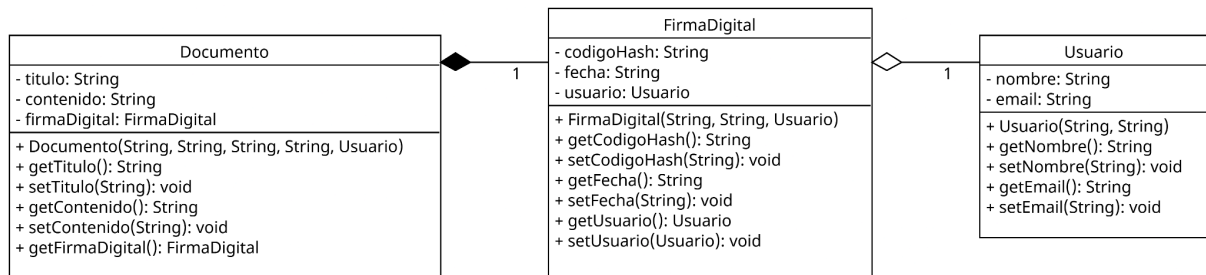 Documento
- titulo: String
- contenido: String
- firmaDigital: FirmaDigital
+ Documento(String, String, String, String, Usuario)
+ getTitulo(): String
+ setTitulo(String): void
+ getContenido(): String
+ setContenido(String): void
+ getFirmaDigital(): FirmaDigital
1
FirmaDigital
- codigoHash: String
- fecha: String
- usuario: Usuario
+ FirmaDigital(String, String, Usuario)
+ getCodigoHash(): String
+ setCodigoHash(String): void
+ getFecha(): String
+ setFecha(String): void
+ getUsuario(): Usuario
+ setUsuario(Usuario): void
1
Usuario
- nombre: String
- email: String
+ Usuario(String, String)
+ getNombre(): String
+ setNombre(String): void
+ getEmail(): String
+ setEmail(String): void